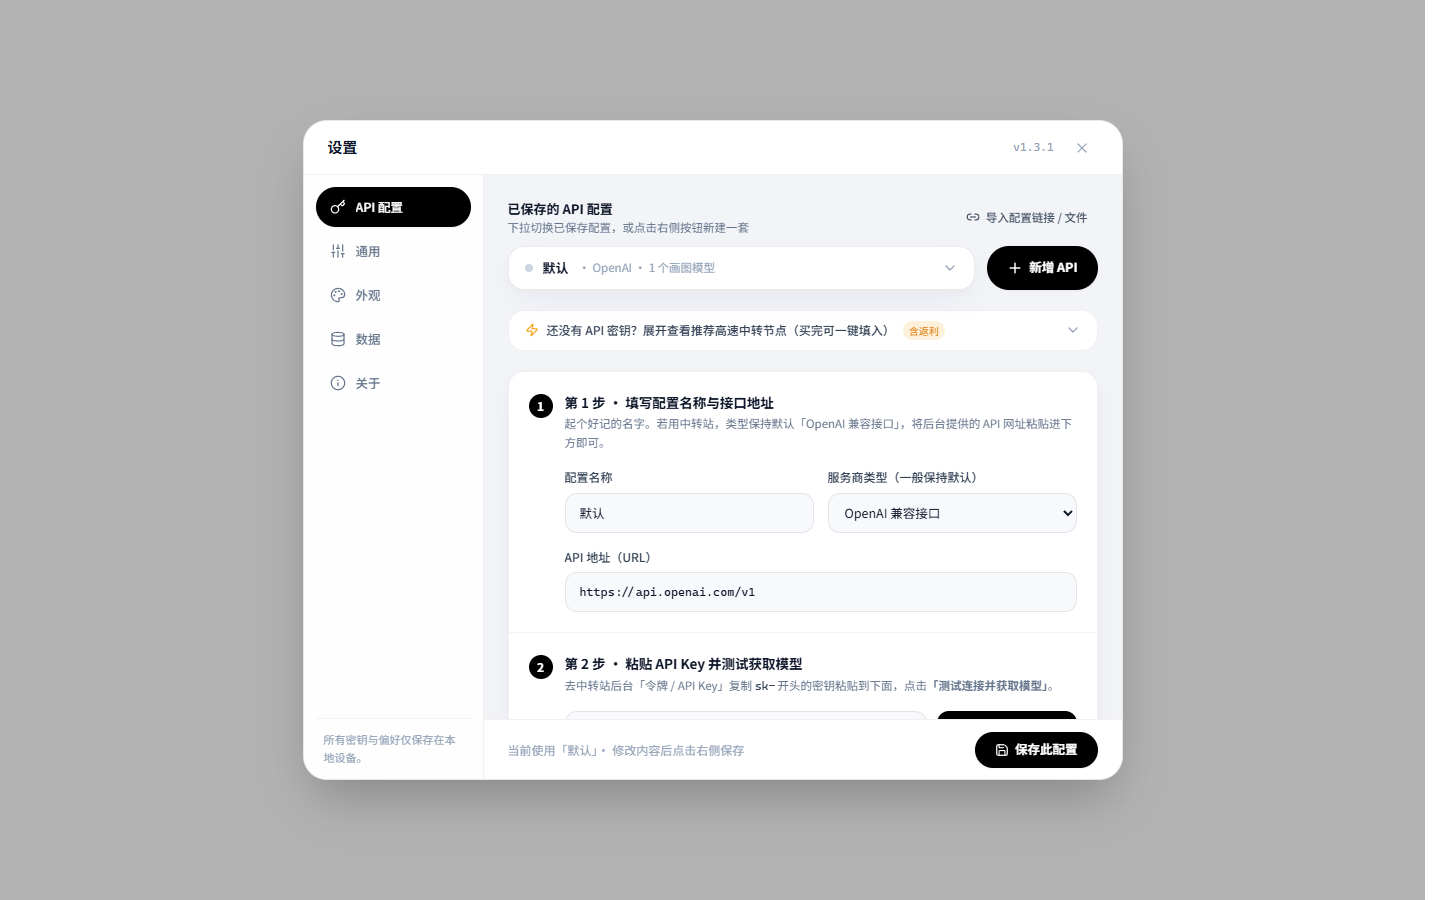 设置
v1.3.1
API 配置
通用
外观
数据
关于
所有密钥与偏好仅保存在本
地设备。
已保存的 API 配置
下拉切换已保存配置，或点击右侧按钮新建一套
导入配置链接 / 文件
默认 · OpenAI · 1 个画图模型
新增 API
还没有 API 密钥？展开查看推荐高速中转节点（买完可一键填入） 含返利
1 第 1 步 · 填写配置名称与接口地址
起个好记的名字。若用中转站，类型保持默认「OpenAI 兼容接口」，将后台提供的 API 网址粘贴进下
方即可。
配置名称
服务商类型（一般保持默认）
默认
OpenAI 兼容接口
API 地址（URL）
https://api.openai.com/v1
2 第 2 步 · 粘贴 API Key 并测试获取模型
去中转站后台「令牌 / API Key」复制 sk- 开头的密钥粘贴到下面，点击「测试连接并获取模型」。
当前使用「默认」· 修改内容后点击右侧保存
保存此配置